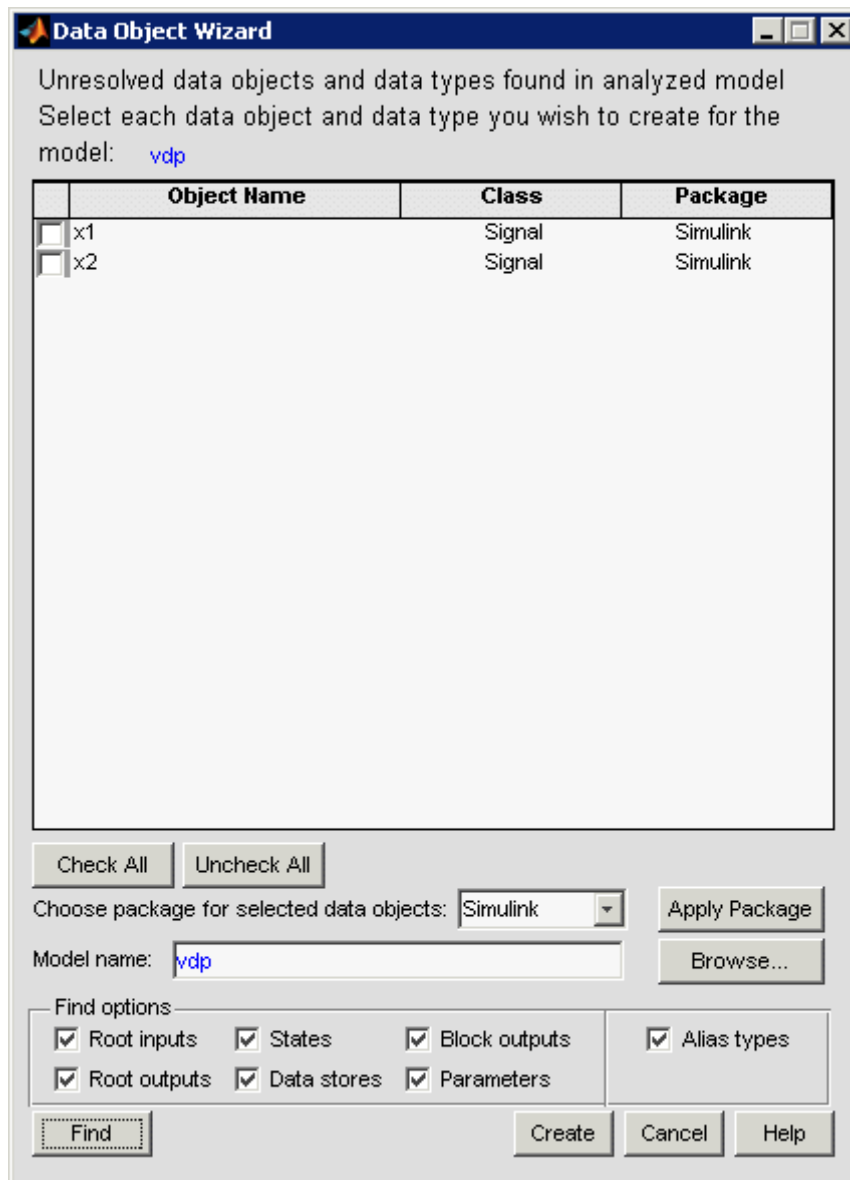 Data Object Wizard
Unresolved data objects and data types found in analyzed model
Select each data object and data type you wish to create for the
model: vdp
Object Name Class Package
x1 Signal Simulink
x2 Signal Simulink
Check All Uncheck All
Choose package for selected data objects: Simulink Apply Package
Model name: vdp Browse...
Find options
Root inputs States Block outputs Alias types
Root outputs Data stores Parameters
Find Create Cancel Help